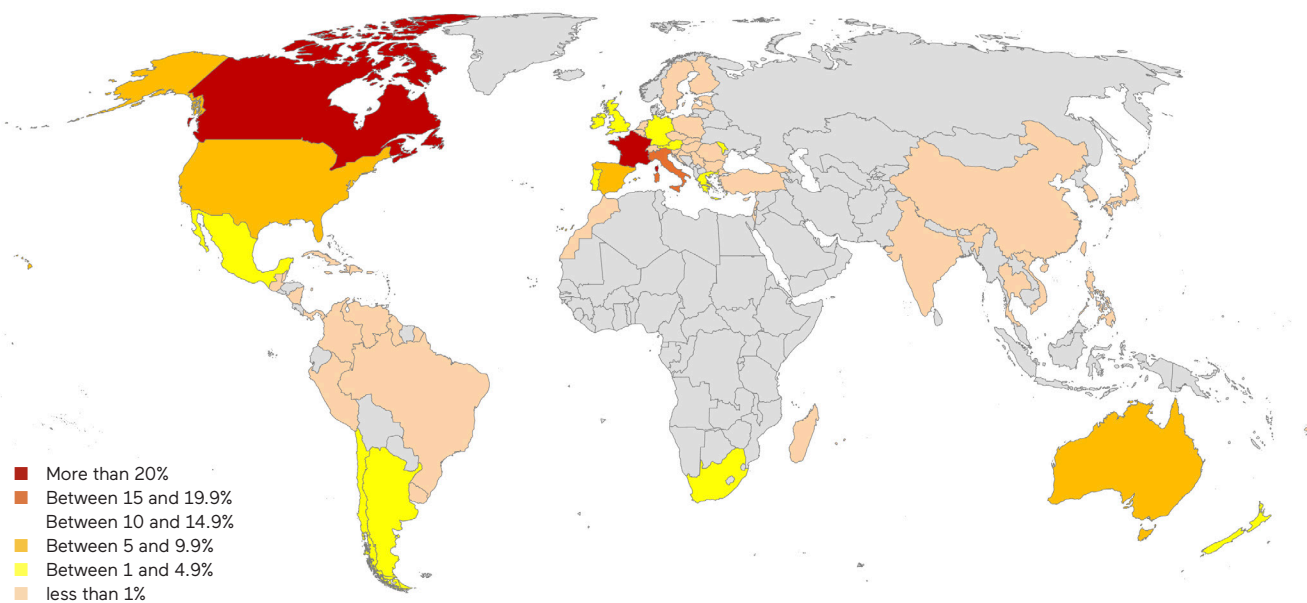 More than 20%
Between 15 and 19.9%
Between 10 and 14.9%
Between 5 and 9.9%
Between 1 and 4.9%
less than 1%